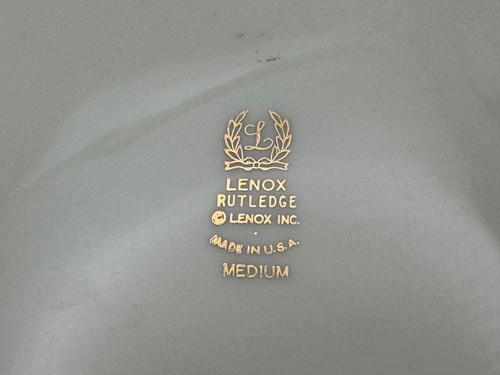 L
LENOX
RUTLEDGE
© LENOX INC.
MADE IN U.S.A.
MEDIUM